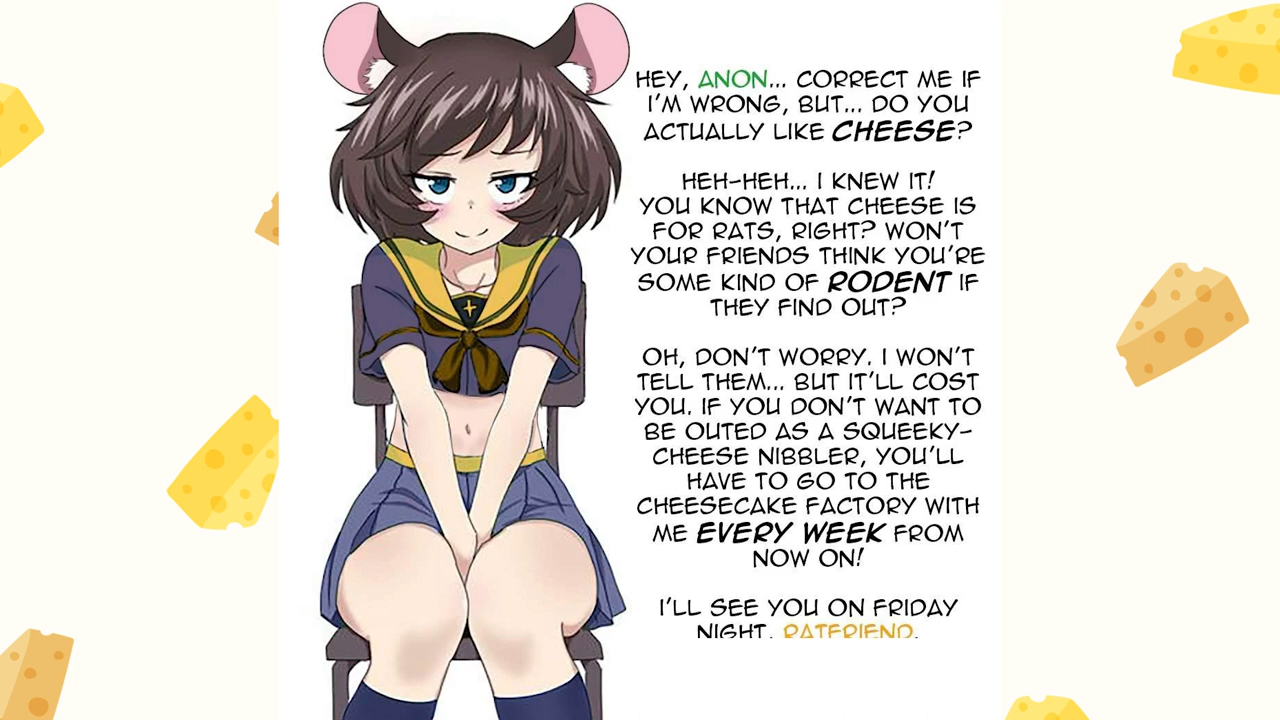 HEY, ANON... CORRECT ME IF
I'M WRONG, BUT... DO YOU
ACTUALLY LIKE CHEESE?
HEH-HEH... I KNEW IT!
YOU KNOW THAT CHEESE IS
FOR RATS, RIGHT? WON'T
YOUR FRIENDS THINK YOU'RE
SOME KIND OF RODENT IF
THEY FIND OUT?
OH, DON'T WORRY. I WON'T
TELL THEM... BUT IT'LL COST
YOU. IF YOU DON'T WANT TO
BE OUTED AS A SQUEEKY-
CHEESE NIBBLER, YOU'LL
HAVE TO GO TO THE
CHEESECAKE FACTORY WITH
ME EVERY WEEK FROM
NOW ON!
I'LL SEE YOU ON FRIDAY
NIGHT, RATFRIEND.